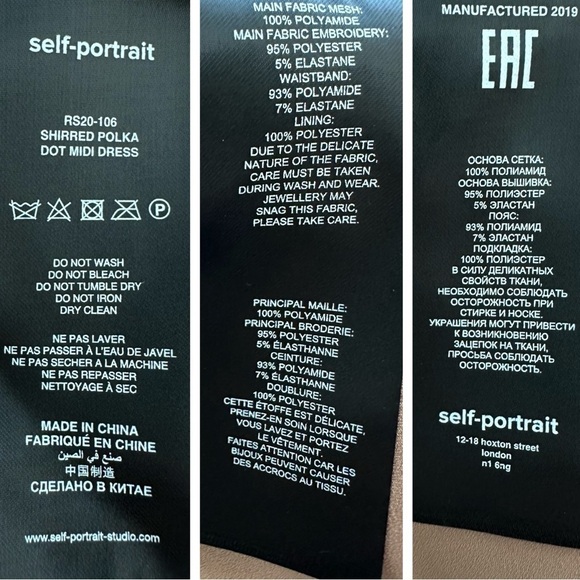 self-portrait
RS20-106
SHIRRED POLKA
DOT MIDI DRESS
P
DO NOT WASH
DO NOT BLEACH
DO NOT TUMBLE DRY
DO NOT IRON
DRY CLEAN
NE PAS LAVER
NE PAS PASSER À L'EAU DE JAVEL
NE PAS SECHER A LA MACHINE
NE PAS REPASSER
NETTOYAGE À SEC
MADE IN CHINA
FABRIQUÉ EN CHINE
صنع في الصين
中国制造
СДЕЛАНО В КИТАЕ
www.self-portrait-studio.com
MAIN FABRIC MESH:
100% POLYAMIDE
MAIN FABRIC EMBROIDERY:
95% POLYESTER
5% ELASTANE
WAISTBAND:
93% POLYAMIDE
7% ELASTANE
LINING:
100% POLYESTER
DUE TO THE DELICATE
NATURE OF THE FABRIC,
CARE MUST BE TAKEN
DURING WASH AND WEAR.
JEWELLERY MAY
SNAG THIS FABRIC,
PLEASE TAKE CARE.
PRINCIPAL MAILLE:
100% POLYAMIDE
PRINCIPAL BRODERIE:
95% POLYESTER
5% ÉLASTHANNE
CEINTURE:
93% POLYAMIDE
7% ÉLASTHANNE
DOUBLURE:
100% POLYESTER
CETTE ÉTOFFE EST DÉLICATE,
PRENEZ-EN SOIN LORSQUE
VOUS LAVEZ ET PORTEZ
LE VÊTEMENT.
FAITES ATTENTION CAR LES
BIJOUX PEUVENT CAUSER
DES ACCROCS AU TISSU.
MANUFACTURED 2019
EAC
ОСНОВА СЕТКА:
100% ПОЛИАМИД
ОСНОВА ВЫШИВКА:
95% ПОЛИЭСТЕР
5% ЭЛАСТАН
ПОЯС:
93% ПОЛИАМИД
7% ЭЛАСТАН
ПОДКЛАДКА:
100% ПОЛИЭСТЕР
В СИЛУ ДЕЛИКАТНЫХ
СВОЙСТВ ТКАНИ,
НЕОБХОДИМО СОБЛЮДАТЬ
ОСТОРОЖНОСТЬ ПРИ
СТИРКЕ И НОСКЕ.
УКРАШЕНИЯ МОГУТ ПРИВЕСТИ
К ВОЗНИКНОВЕНИЮ
ЗАЦЕПОК НА ТКАНИ,
ПРОСЬБА СОБЛЮДАТЬ
ОСТОРОЖНОСТЬ.
self-portrait
12-18 hoxton street
london
n1 6ng